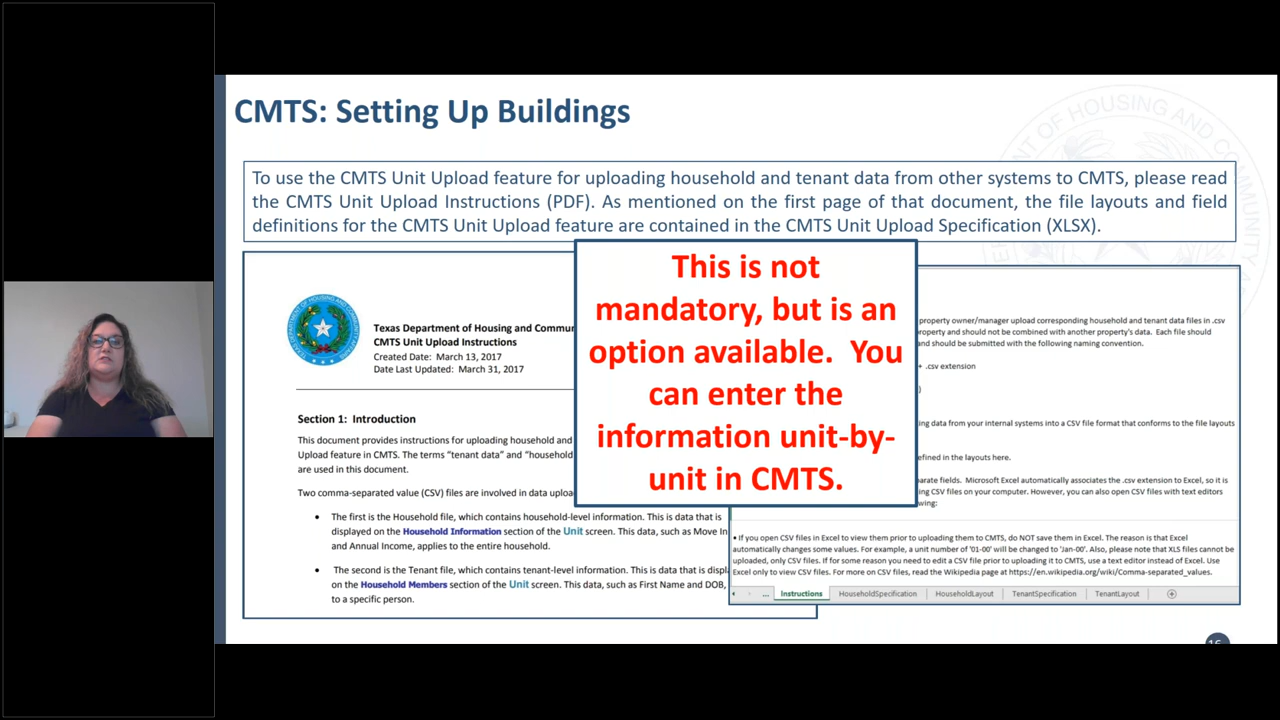 CMTS: Setting Up Buildings
To use the CMTS Unit Upload feature for uploading household and tenant data from other systems to CMTS, please read
the CMTS Unit Upload Instructions (PDF). As mentioned on the first page of that document, the file layouts and field
definitions for the CMTS Unit Upload feature are contained in the CMTS Unit Upload Specification (XLSX).
This is not
mandatory, but is an
option available. You
can enter the
information unit-by-
unit in CMTS.
Texas Department of Housing and Commu
CMTS Unit Upload Instructions
Created Date: March 13, 2017
Date Last Updated: March 31, 2017
Section 1: Introduction
This document provides instructions for uploading household and
Upload feature in CMTS. The terms "tenant data" and "household
are used in this document.
Two comma-separated value (CSV) files are involved in data uploa
• The first is the Household file, which contains household-level information. This is data that is
displayed on the Household Information section of the Unit screen. This data, such as Move In
and Annual Income, applies to the entire household.
• The second is the Tenant file, which contains tenant-level information. This is data that is displ
on the Household Members section of the Unit screen. This data, such as First Name and DOB,
to a specific person.
property owner/manager upload corresponding household and tenant data files in .csv
roperty and should not be combined with another property's data. Each file should
and should be submitted with the following naming convention.
+ .csv extension
)
ing data from your internal systems into a CSV file format that conforms to the file layouts
efined in the layouts here.
parate fields. Microsoft Excel automatically associates the .csv extension to Excel, so it is
ing CSV files on your computer. However, you can also open CSV files with text editors
wing:
• If you open CSV files in Excel to view them prior to uploading them to CMTS, do NOT save them in Excel. The reason is that Excel
automatically changes some values. For example, a unit number of '01-00' will be changed to 'Jan-00'. Also, please note that XLS files cannot be
uploaded, only CSV files. If for some reason you need to edit a CSV file prior to uploading it to CMTS, use a text editor instead of Excel. Use
Excel only to view CSV files. For more on CSV files, read the Wikipedia page at https://en.wikipedia.org/wiki/Comma-separated_values.
... Instructions HouseholdSpecification HouseholdLayout TenantSpecification TenantLayout
16